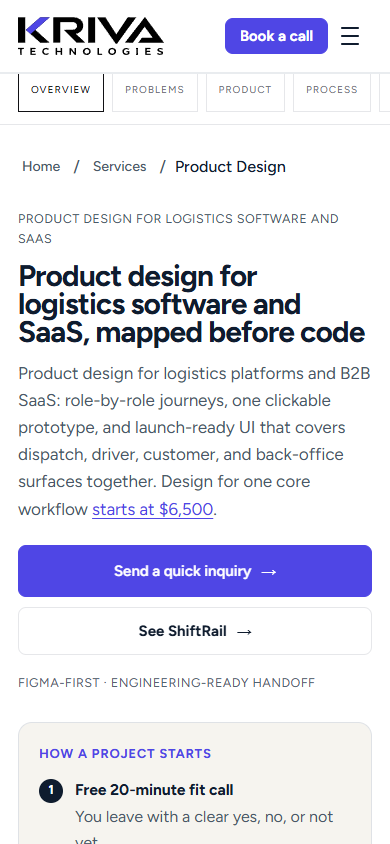 KRIVA
TECHNOLOGIES
Book a call
OVERVIEW PROBLEMS PRODUCT PROCESS
Home / Services / Product Design
PRODUCT DESIGN FOR LOGISTICS SOFTWARE AND
SAAS
Product design for
logistics software and
SaaS, mapped before code
Product design for logistics platforms and B2B
SaaS: role-by-role journeys, one clickable
prototype, and launch-ready UI that covers
dispatch, driver, customer, and back-office
surfaces together. Design for one core
workflow starts at $6,500.
Send a quick inquiry →
See ShiftRail →
FIGMA-FIRST · ENGINEERING-READY HANDOFF
HOW A PROJECT STARTS
1 Free 20-minute fit call
You leave with a clear yes, no, or not
yet.